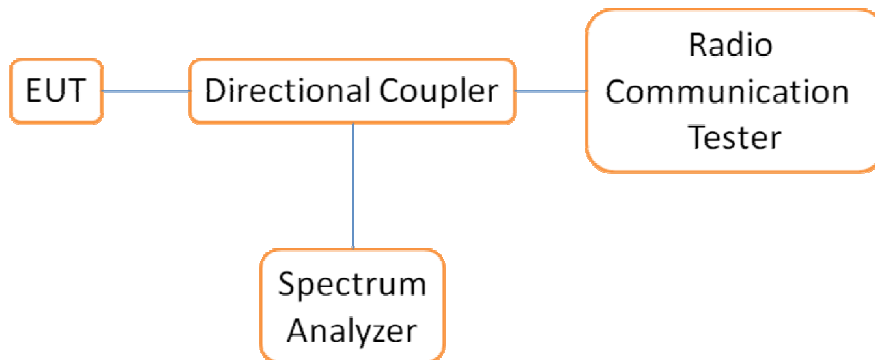 EUT
Directional Coupler
Radio
Communication
Tester
Spectrum
Analyzer